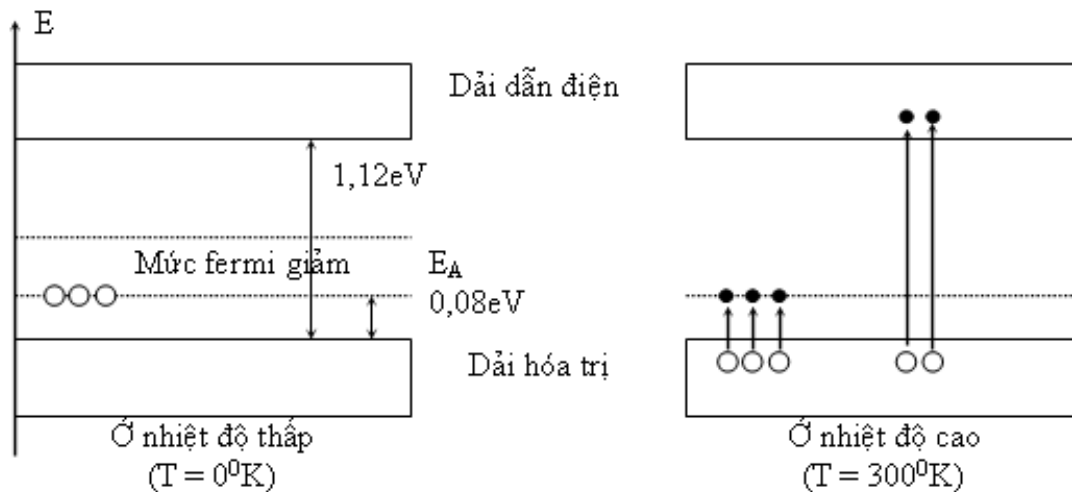 E
Dải dẫn điện
1,12eV
Mức fermi giảm
E_A
0,08eV
Dải hóa trị
Ở nhiệt độ thấp
(T = 0⁰K)
Ở nhiệt độ cao
(T = 300⁰K)